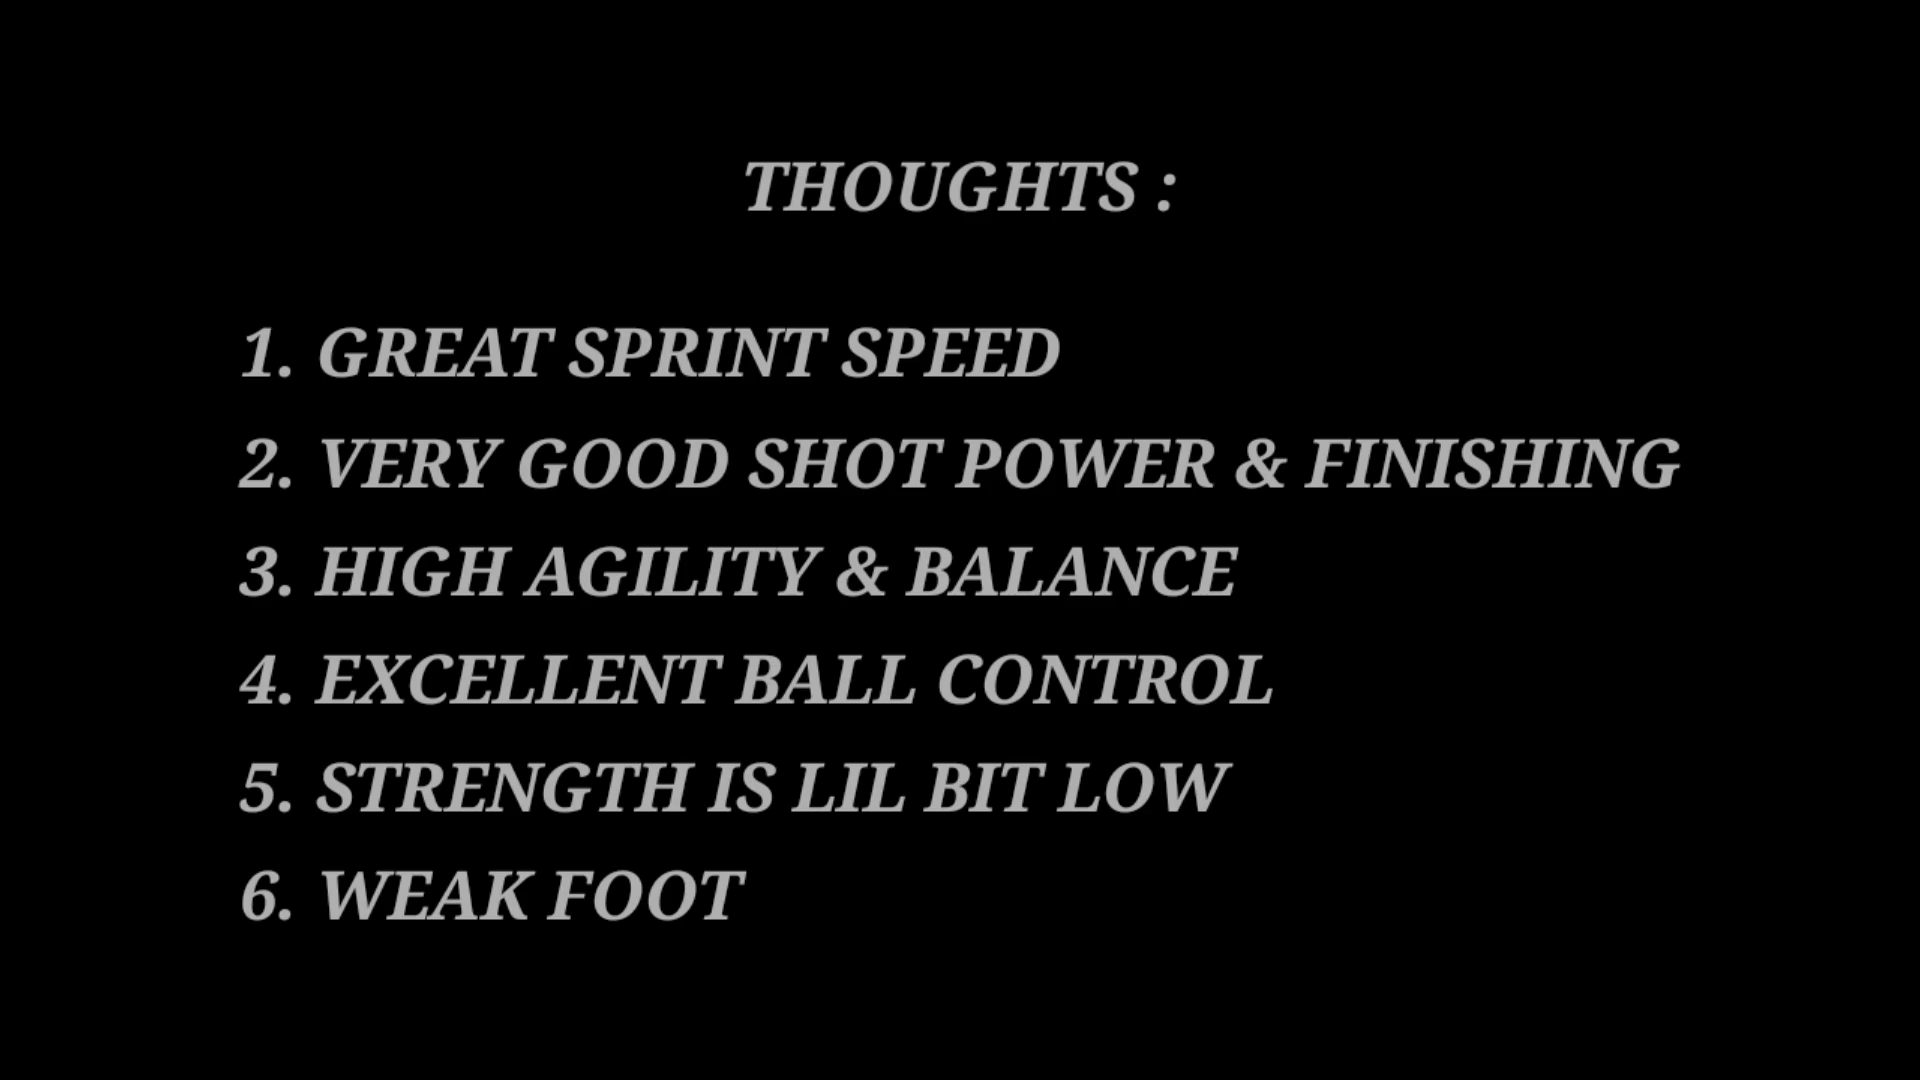 THOUGHTS :
1. GREAT SPRINT SPEED
2. VERY GOOD SHOT POWER & FINISHING
3. HIGH AGILITY & BALANCE
4. EXCELLENT BALL CONTROL
5. STRENGTH IS LIL BIT LOW
6. WEAK FOOT